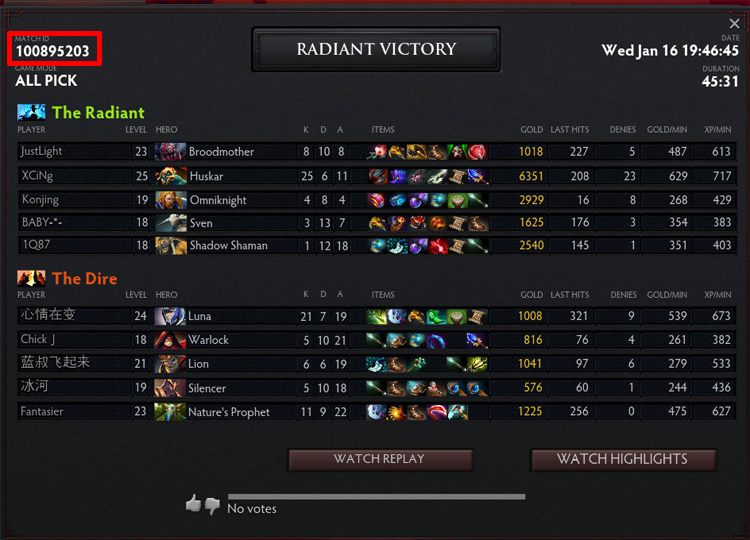 MATCH ID
100895203
GAME MODE
ALL PICK
RADIANT VICTORY
DATE
Wed Jan 16 19:46:45
DURATION
45:31
The Radiant
PLAYER LEVEL HERO K D A ITEMS GOLD LAST HITS DENIES GOLD/MIN XP/MIN
JustLight 23 Broodmother 8 10 8 1018 227 5 487 613
XCiNg 25 Huskar 25 6 11 6351 208 23 629 717
Konjing 19 Omniknight 4 8 4 2929 16 8 268 429
BABY-*- 18 Sven 3 13 7 1625 176 3 354 383
1Q87 18 Shadow Shaman 1 12 18 2540 145 1 351 403
The Dire
PLAYER LEVEL HERO K D A ITEMS GOLD LAST HITS DENIES GOLD/MIN XP/MIN
心情在变 24 Luna 21 7 19 1008 321 9 539 673
Chick 丿 18 Warlock 5 10 21 816 76 4 261 382
蓝叔飞起来 21 Lion 6 6 19 1041 97 6 279 533
冰河 19 Silencer 5 10 18 576 60 1 244 436
Fantasier 23 Nature's Prophet 11 9 22 1225 256 0 475 627
WATCH REPLAY
WATCH HIGHLIGHTS
No votes